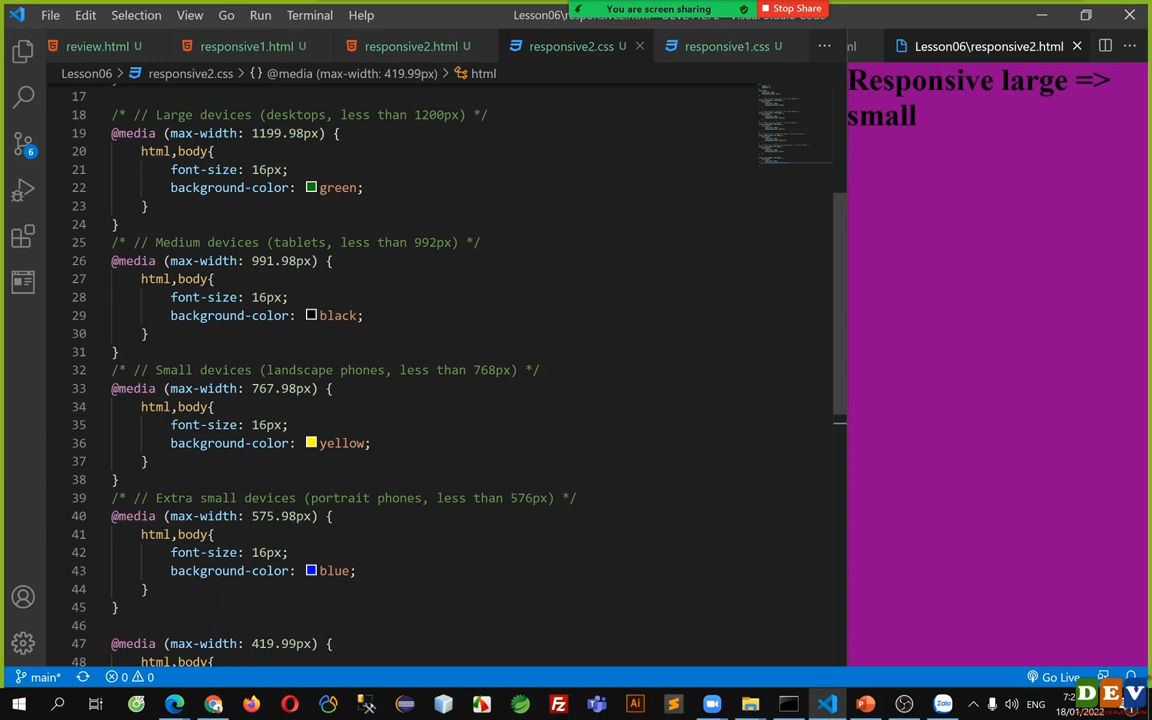 File Edit Selection View Go Run Terminal Help
You are screen sharing
Stop Share
review.html U
responsive1.html U
responsive2.html U
responsive2.css U
responsive1.css U
Lesson06\responsive2.html
Lesson06 > responsive2.css > {} @media (max-width: 419.99px) > html
17
18 /* // Large devices (desktops, less than 1200px) */
19 @media (max-width: 1199.98px) {
20 html,body{
21 font-size: 16px;
22 background-color: green;
23 }
24 }
25 /* // Medium devices (tablets, less than 992px) */
26 @media (max-width: 991.98px) {
27 html,body{
28 font-size: 16px;
29 background-color: black;
30 }
31 }
32 /* // Small devices (landscape phones, less than 768px) */
33 @media (max-width: 767.98px) {
34 html,body{
35 font-size: 16px;
36 background-color: yellow;
37 }
38 }
39 /* // Extra small devices (portrait phones, less than 576px) */
40 @media (max-width: 575.98px) {
41 html,body{
42 font-size: 16px;
43 background-color: blue;
44 }
45 }
46
47 @media (max-width: 419.99px) {
48 html,body{
Responsive large =>
small
6
main* 0 0
Go Live
ENG
18/01/2022
DEV
Zalo
Ai